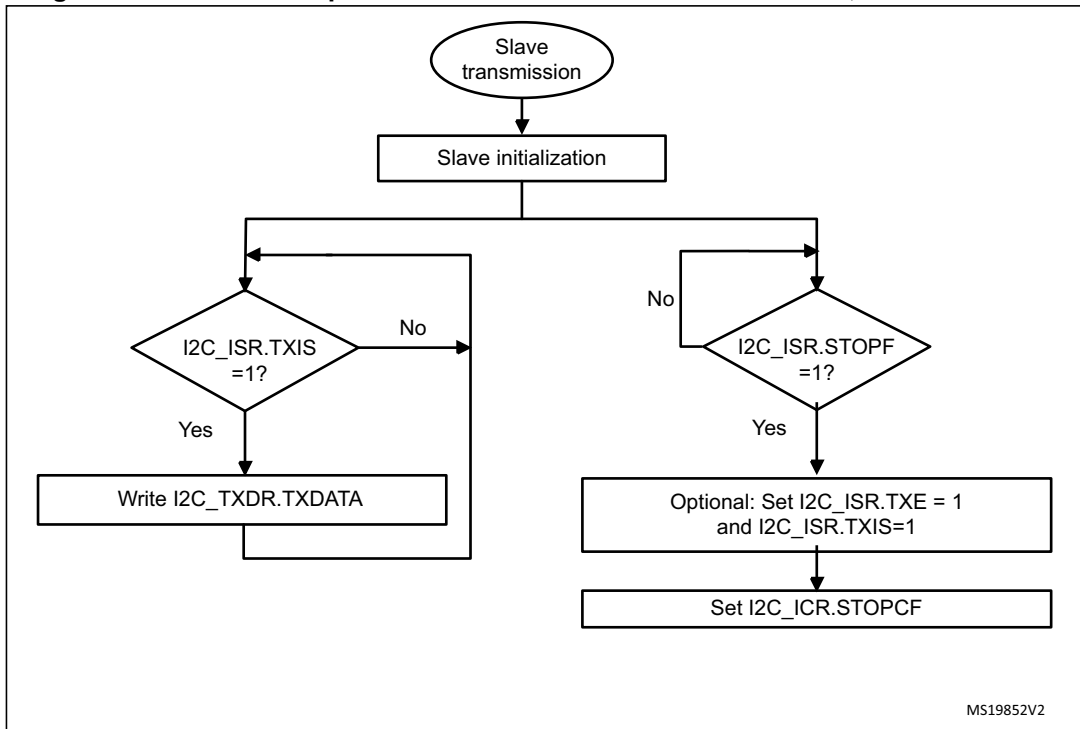 Slave
transmission
Slave initialization
No
No
I2C_ISR.TXIS
=1?
I2C_ISR.STOPF
=1?
Yes
Yes
Write I2C_TXDR.TXDATA
Optional: Set I2C_ISR.TXE = 1
and I2C_ISR.TXIS=1
Set I2C_ICR.STOPCF
MS19852V2